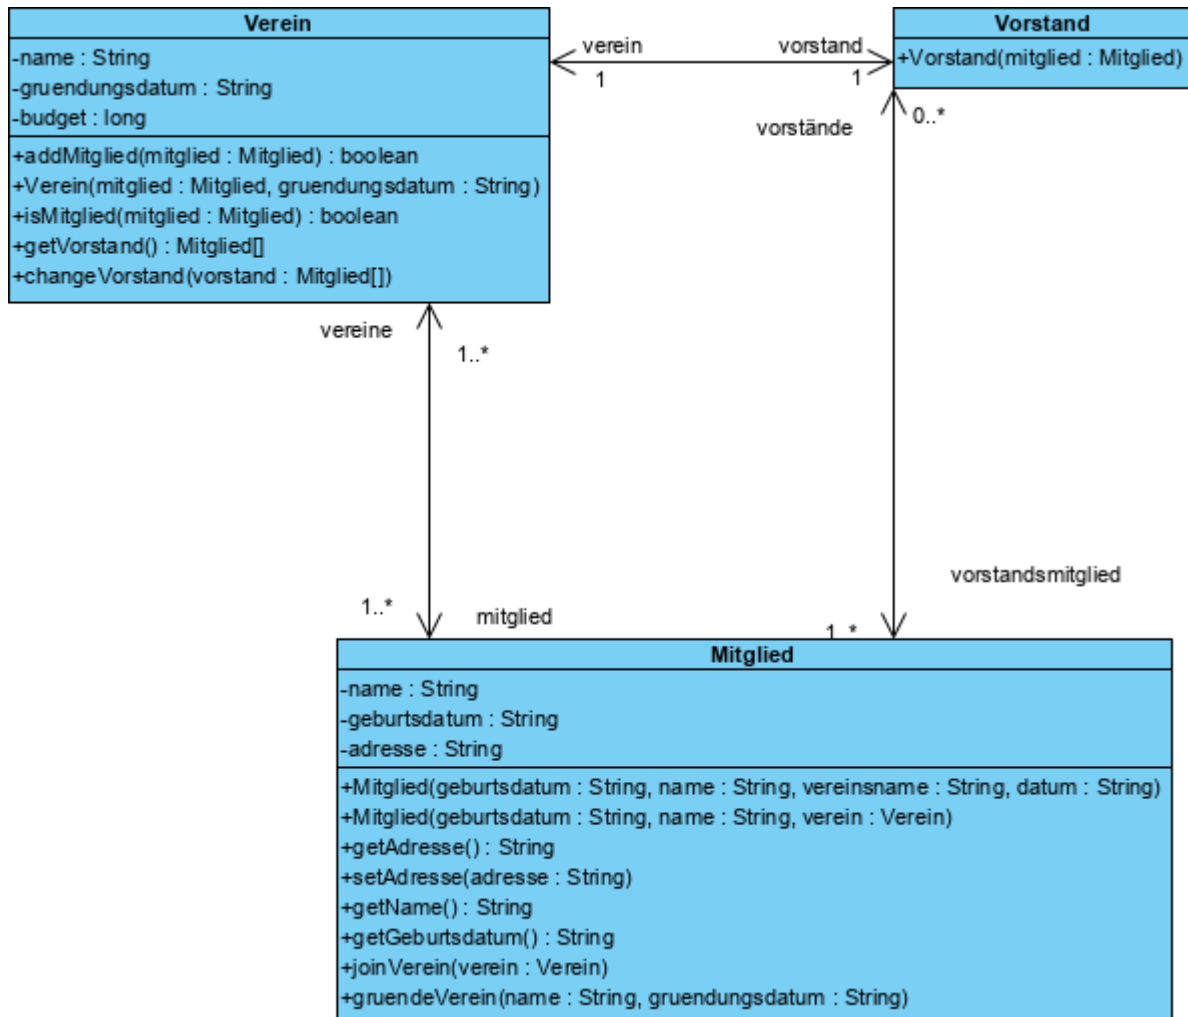 Verein
-name : String
-gruendungsdatum : String
-budget : long
+addMitglied(mitglied : Mitglied) : boolean
+Verein(mitglied : Mitglied, gruendungsdatum : String)
+isMitglied(mitglied : Mitglied) : boolean
+getVorstand() : Mitglied[]
+changeVorstand(vorstand : Mitglied[])
verein
vorstand
1
1
Vorstand
+Vorstand(mitglied : Mitglied)
vorstände
0..*
vereine
1..*
vorstandsmitglied
1..*
mitglied
1..*
Mitglied
-name : String
-geburtsdatum : String
-adresse : String
+Mitglied(geburtsdatum : String, name : String, vereinsname : String, datum : String)
+Mitglied(geburtsdatum : String, name : String, verein : Verein)
+getAdresse() : String
+setAdresse(adresse : String)
+getName() : String
+getGeburtsdatum() : String
+joinVerein(verein : Verein)
+gruendeVerein(name : String, gruendungsdatum : String)